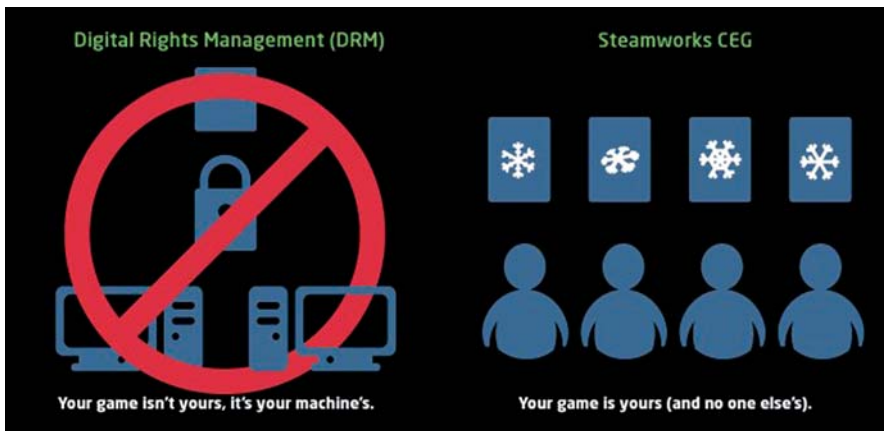 Digital Rights Management (DRM)
Steamworks CEG
Your game isn't yours, it's your machine's.
Your game is yours (and no one else's).